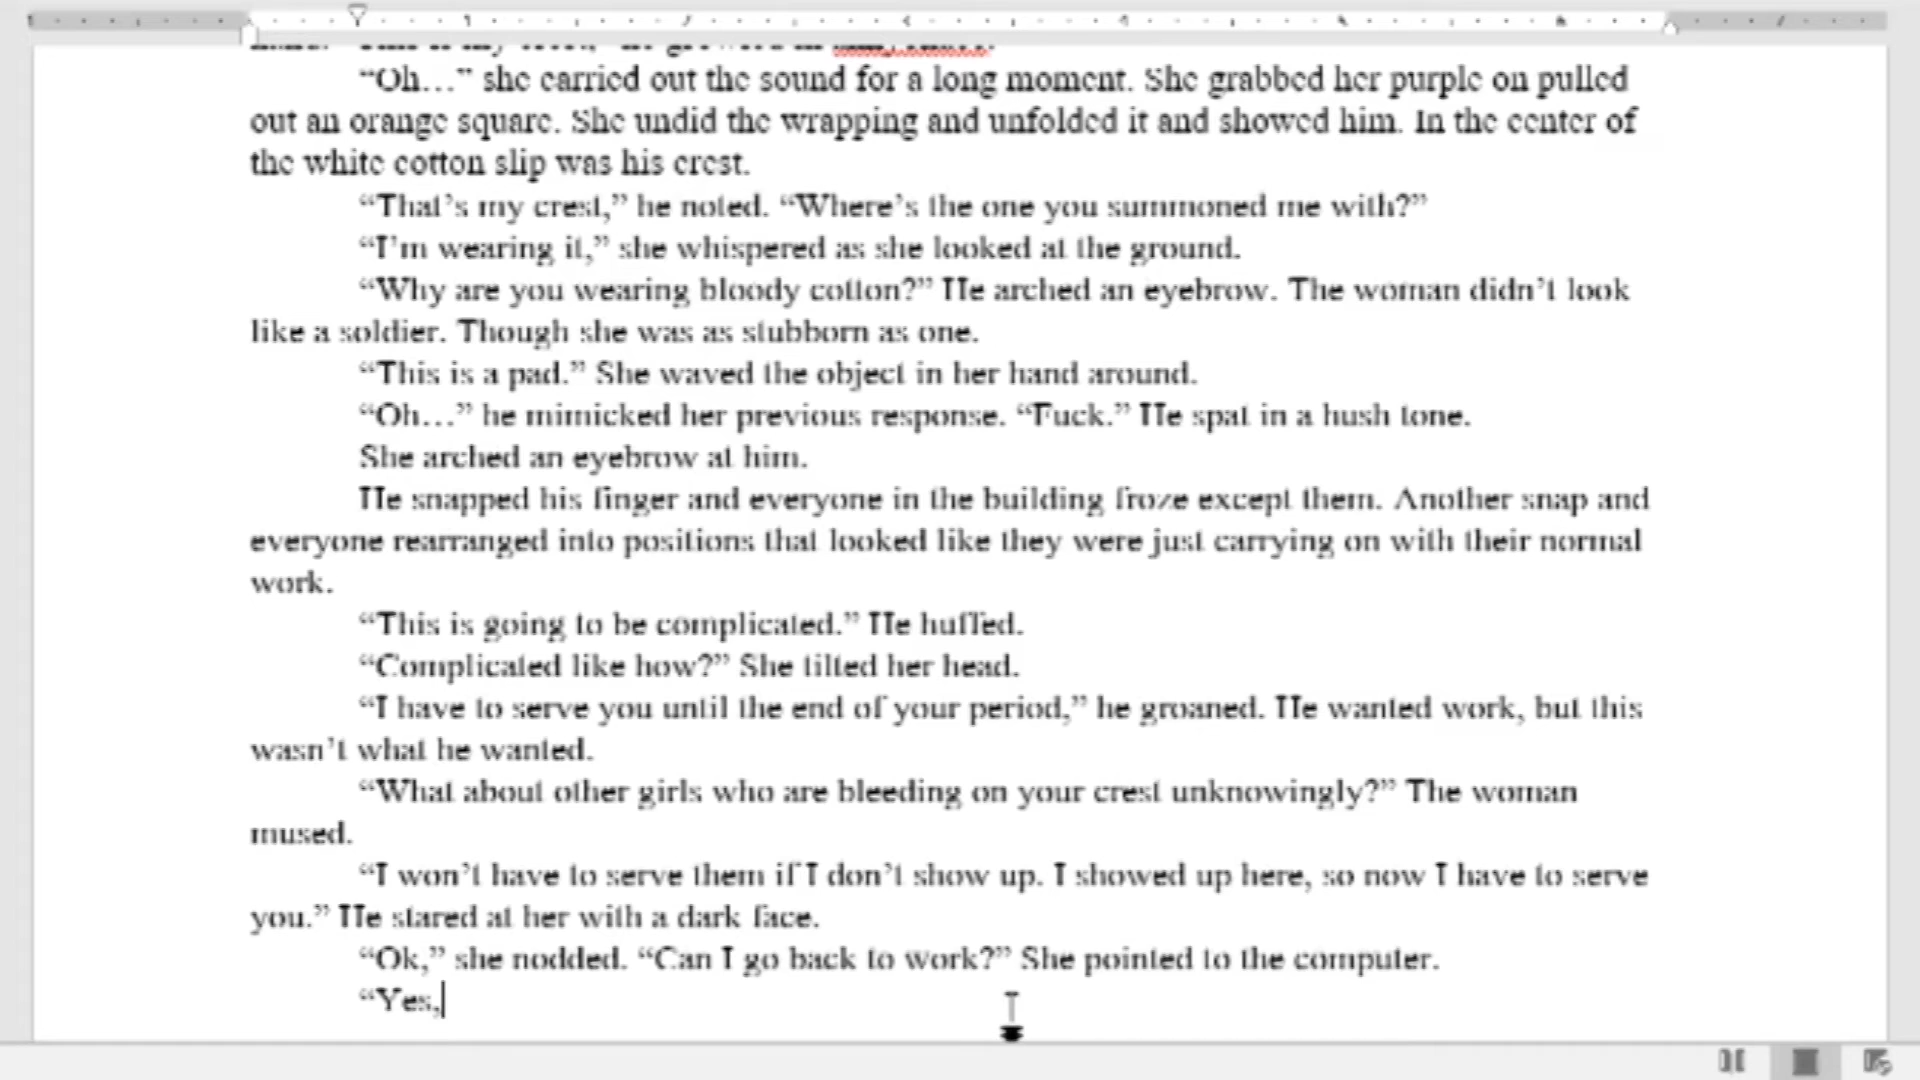 “Oh…” she carried out the sound for a long moment. She grabbed her purple on pulled
out an orange square. She undid the wrapping and unfolded it and showed him. In the center of
the white cotton slip was his crest.
“That’s my crest,” he noted. “Where’s the one you summoned me with?”
“I’m wearing it,” she whispered as she looked at the ground.
“Why are you wearing bloody cotton?” He arched an eyebrow. The woman didn’t look
like a soldier. Though she was as stubborn as one.
“This is a pad.” She waved the object in her hand around.
“Oh…” he mimicked her previous response. “Fuck.” He spat in a hush tone.
She arched an eyebrow at him.
He snapped his finger and everyone in the building froze except them. Another snap and
everyone rearranged into positions that looked like they were just carrying on with their normal
work.
“This is going to be complicated.” He huffed.
“Complicated like how?” She tilted her head.
“I have to serve you until the end of your period,” he groaned. He wanted work, but this
wasn’t what he wanted.
“What about other girls who are bleeding on your crest unknowingly?” The woman
mused.
“I won’t have to serve them if I don’t show up. I showed up here, so now I have to serve
you.” He stared at her with a dark face.
“Ok,” she nodded. “Can I go back to work?” She pointed to the computer.
“Yes,